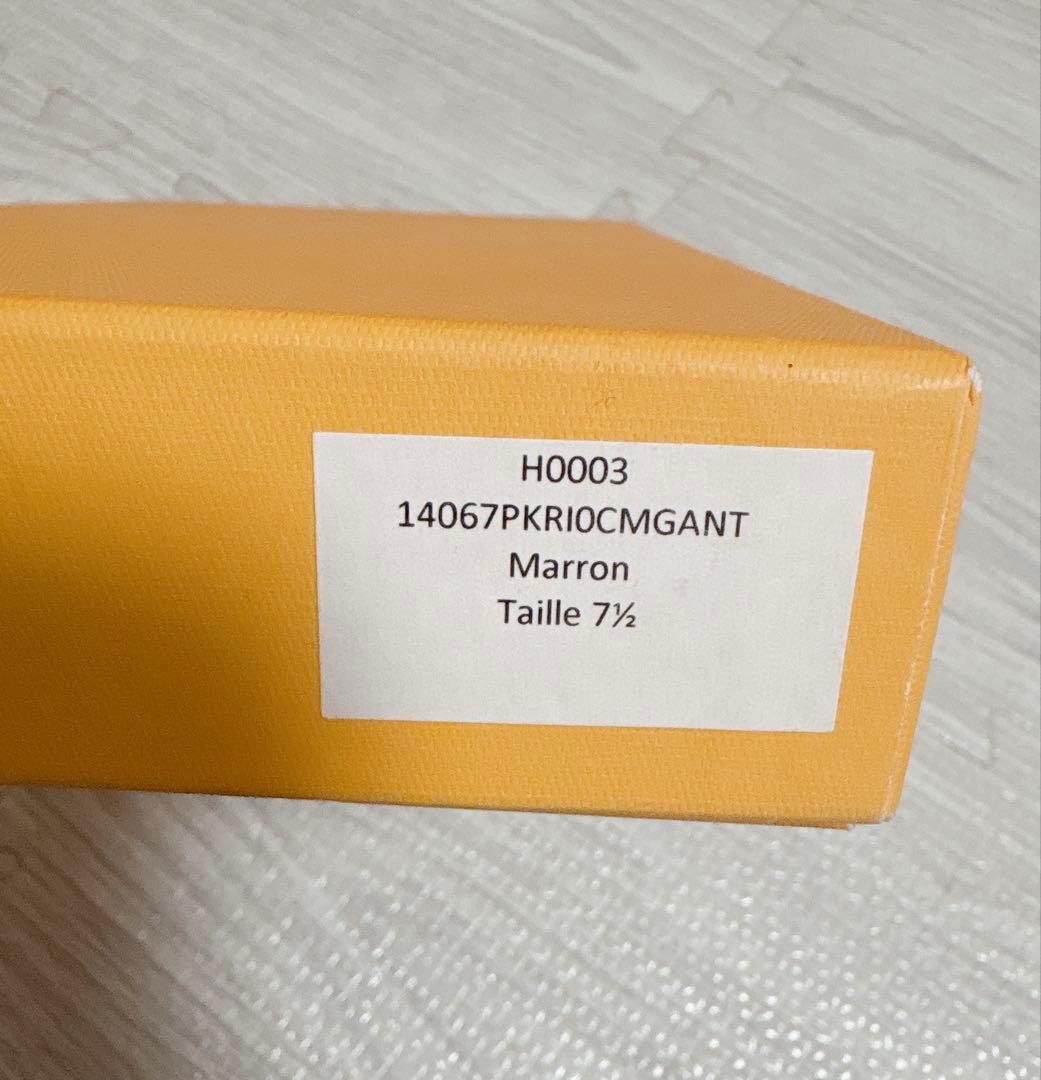 H0003
14067PKRI0CMGANT
Marron
Taille 7½